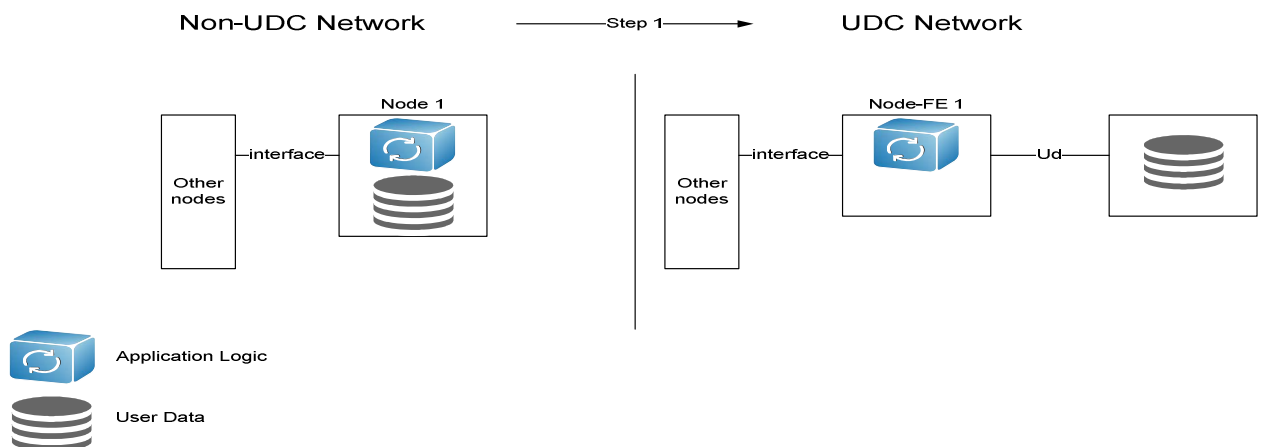 Non-UDC Network
Step 1
UDC Network
Node 1
interface
Other
nodes
Node-FE 1
interface
Ud
Other
nodes
Application Logic
User Data